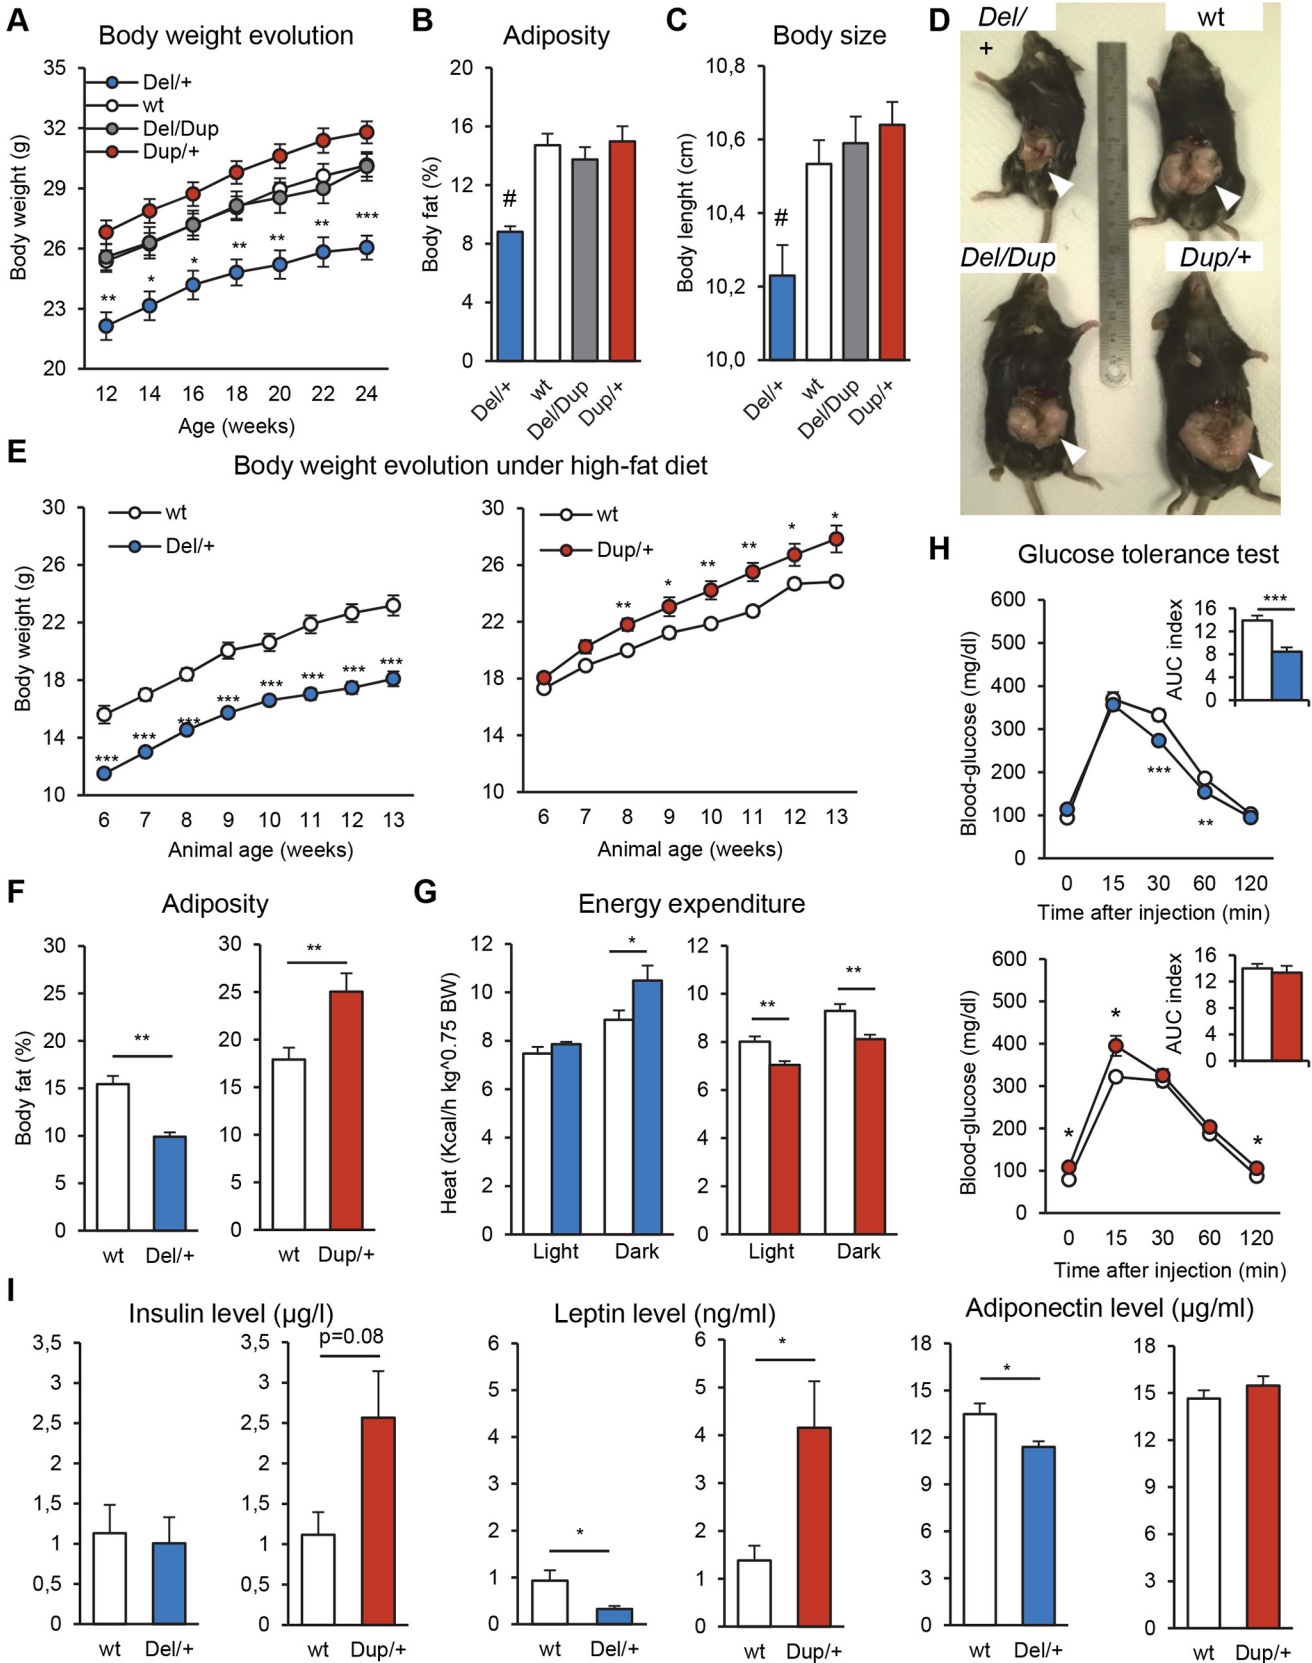 A
Body weight evolution
Body weight (g)
35
32
29
26
23
20
Del/+
wt
Del/Dup
Dup/+
**
*
*
**
**
**
***
12 14 16 18 20 22 24
Age (weeks)
B
Adiposity
Body fat (%)
20
16
12
8
4
0
#
Del/+
wt
Del/Dup
Dup/+
C
Body size
Body lenght (cm)
10,8
10,6
10,4
10,2
10,0
#
Del/+
wt
Del/Dup
Dup/+
D
Del/
+
wt
Del/Dup
Dup/+
E
Body weight evolution under high-fat diet
Body weight (g)
30
26
22
18
14
10
wt
Del/+
***
***
***
***
***
***
***
***
6 7 8 9 10 11 12 13
Animal age (weeks)
30
26
22
18
14
10
wt
Dup/+
**
*
**
**
*
*
6 7 8 9 10 11 12 13
Animal age (weeks)
F
Adiposity
Body fat (%)
30
25
20
15
10
5
0
**
wt Del/+
30
25
20
15
10
5
0
**
wt Dup/+
G
Energy expenditure
Heat (Kcal/h kg^0.75 BW)
12
10
8
6
4
2
0
*
Light Dark
12
10
8
6
4
2
0
**
**
Light Dark
H
Glucose tolerance test
Blood-glucose (mg/dl)
600
500
400
300
200
100
0
***
**
0 15 30 60 120
Time after injection (min)
AUC index
16
12
8
4
0
***
Blood-glucose (mg/dl)
600
500
400
300
200
100
0
*
*
*
0 15 30 60 120
Time after injection (min)
AUC index
16
12
8
4
0
I
Insulin level (µg/l)
3,5
3
2,5
2
1,5
1
0,5
0
wt Del/+
3,5
3
2,5
2
1,5
1
0,5
0
p=0.08
wt Dup/+
Leptin level (ng/ml)
6
5
4
3
2
1
0
*
wt Del/+
6
5
4
3
2
1
0
*
wt Dup/+
Adiponectin level (µg/ml)
18
15
12
9
6
3
0
*
wt Del/+
18
15
12
9
6
3
0
wt Dup/+